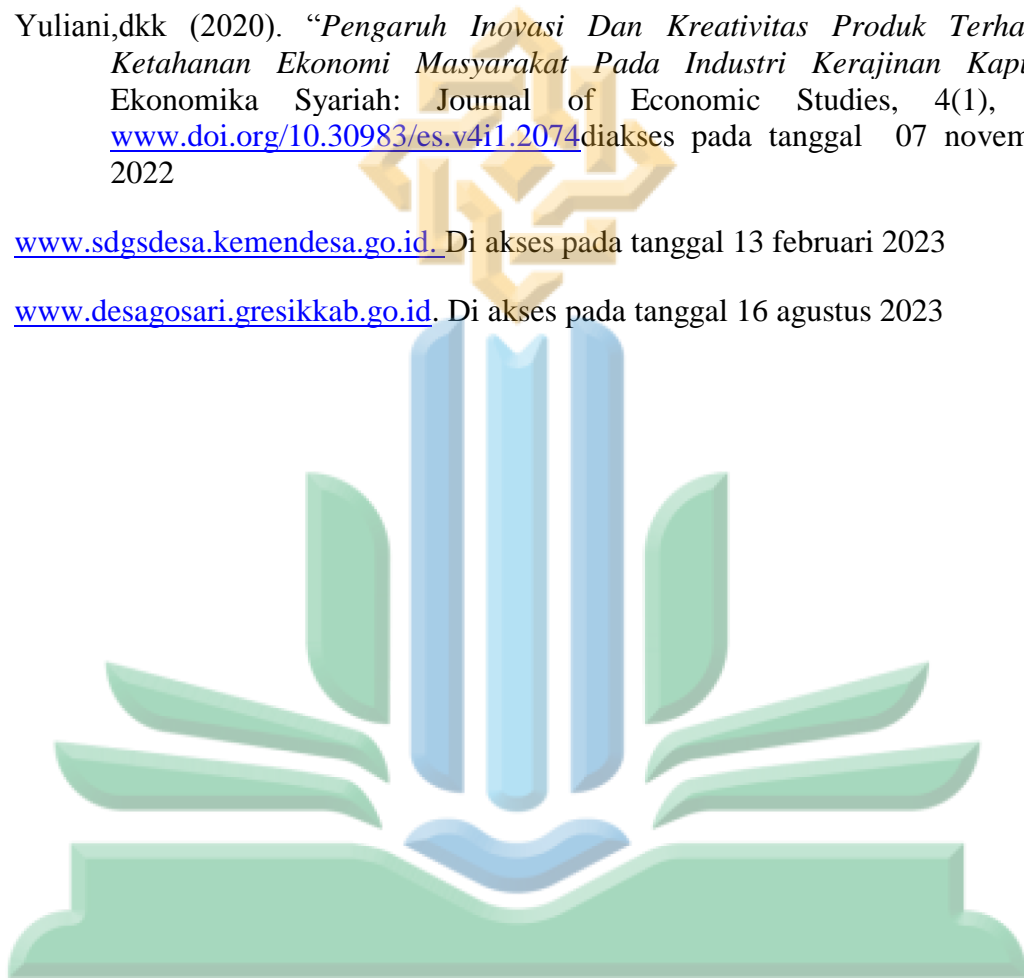 Yuliani,dkk (2020). “Pengaruh Inovasi Dan Kreativitas Produk
Ketahanan Ekonomi Masyarakat Pada Industri Kerajinan
Ekonomika Syariah: Journal of Economic Studies, 4(1),
www.doi.org/10.30983/es.v4i1.2074diakses pada tanggal 07
2022
www.sdgsdesa.kemendesa.go.id. Di akses pada tanggal 13 februari 2023
www.desagosari.gresikkab.go.id. Di akses pada tanggal 16 agustus 2023